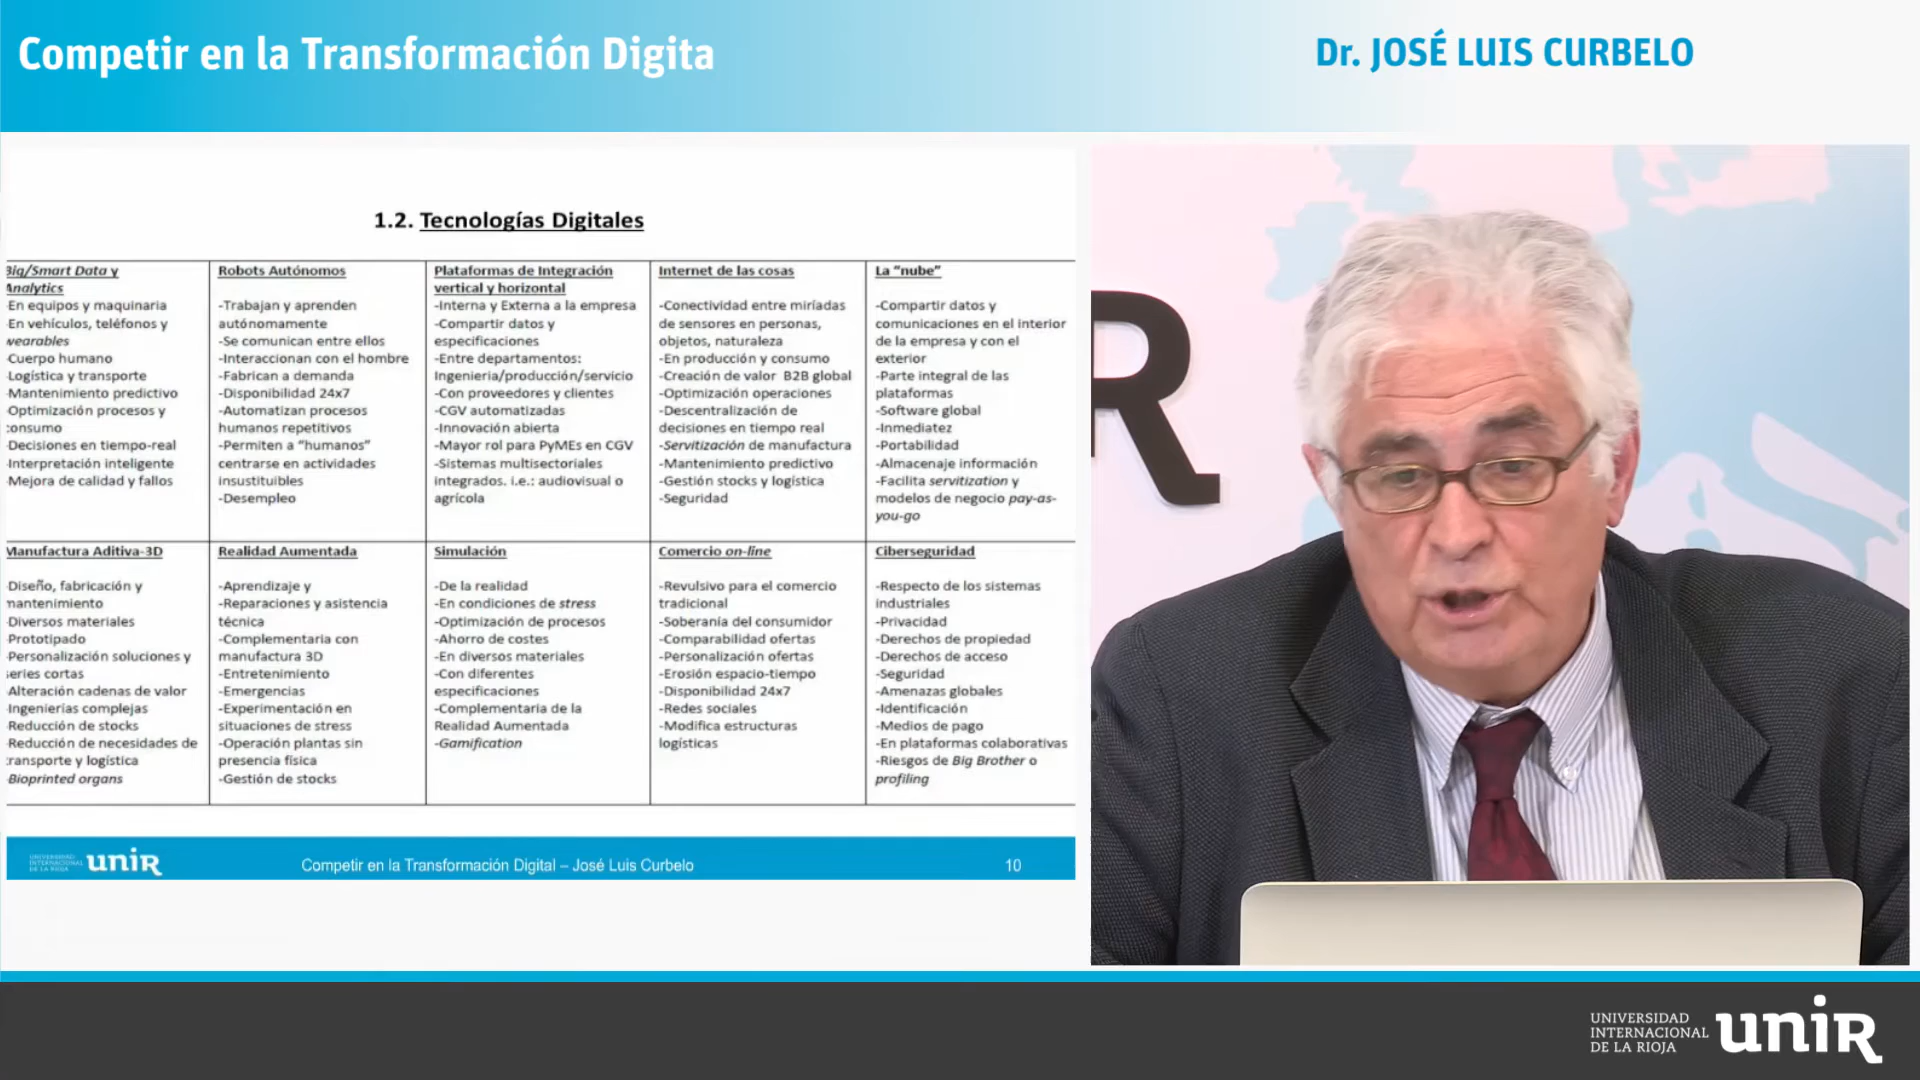 Competir en la Transformación Digita
Dr. JOSÉ LUIS CURBELO
1.2. Tecnologías Digitales
Big/Smart Data y
Analytics
-En equipos y maquinaria
-En vehículos, teléfonos y
wearables
-Cuerpo humano
-Logística y transporte
-Mantenimiento predictivo
-Optimización procesos y
consumo
-Decisiones en tiempo-real
-Interpretación inteligente
-Mejora de calidad y fallos
Robots Autónomos
-Trabajan y aprenden
autónomamente
-Se comunican entre ellos
-Interaccionan con el hombre
-Fabrican a demanda
-Disponibilidad 24x7
-Automatizan procesos
humanos repetitivos
-Permiten a "humanos"
centrarse en actividades
insustituibles
-Desempleo
Plataformas de Integración
vertical y horizontal
-Interna y Externa a la empresa
-Compartir datos y
especificaciones
-Entre departamentos:
Ingenieria/producción/servicio
-Con proveedores y clientes
-CGV automatizadas
-Innovación abierta
-Mayor rol para PyMEs en CGV
-Sistemas multisectoriales
integrados. i.e.: audiovisual o
agrícola
Internet de las cosas
-Conectividad entre miríadas
de sensores en personas,
objetos, naturaleza
-En producción y consumo
-Creación de valor B2B global
-Optimización operaciones
-Descentralización de
decisiones en tiempo real
-Servitización de manufactura
-Mantenimiento predictivo
-Gestión stocks y logística
-Seguridad
La "nube"
-Compartir datos y
comunicaciones en el interior
de la empresa y con el
exterior
-Parte integral de las
plataformas
-Software global
-Inmediatez
-Portabilidad
-Almacenaje información
-Facilita servitization y
modelos de negocio pay-as-
you-go
Manufactura Aditiva-3D
-Diseño, fabricación y
mantenimiento
-Diversos materiales
-Prototipado
-Personalización soluciones y
series cortas
-Alteración cadenas de valor
-Ingenierías complejas
-Reducción de stocks
-Reducción de necesidades de
transporte y logística
-Bioprinted organs
Realidad Aumentada
-Aprendizaje y
-Reparaciones y asistencia
técnica
-Complementaria con
manufactura 3D
-Entretenimiento
-Emergencias
-Experimentación en
situaciones de stress
-Operación plantas sin
presencia física
-Gestión de stocks
Simulación
-De la realidad
-En condiciones de stress
-Optimización de procesos
-Ahorro de costes
-En diversos materiales
-Con diferentes
especificaciones
-Complementaria de la
Realidad Aumentada
-Gamification
Comercio on-line
-Revulsivo para el comercio
tradicional
-Soberanía del consumidor
-Comparabilidad ofertas
-Personalización ofertas
-Erosión espacio-tiempo
-Disponibilidad 24x7
-Redes sociales
-Modifica estructuras
logísticas
Ciberseguridad
-Respecto de los sistemas
industriales
-Privacidad
-Derechos de propiedad
-Derechos de acceso
-Seguridad
-Amenazas globales
-Identificación
-Medios de pago
-En plataformas colaborativas
-Riesgos de Big Brother o
profiling
UNIVERSIDAD
INTERNACIONAL
DE LA RIOJA
unir
Competir en la Transformación Digital – José Luis Curbelo
10
R
UNIVERSIDAD
INTERNACIONAL
DE LA RIOJA
unir